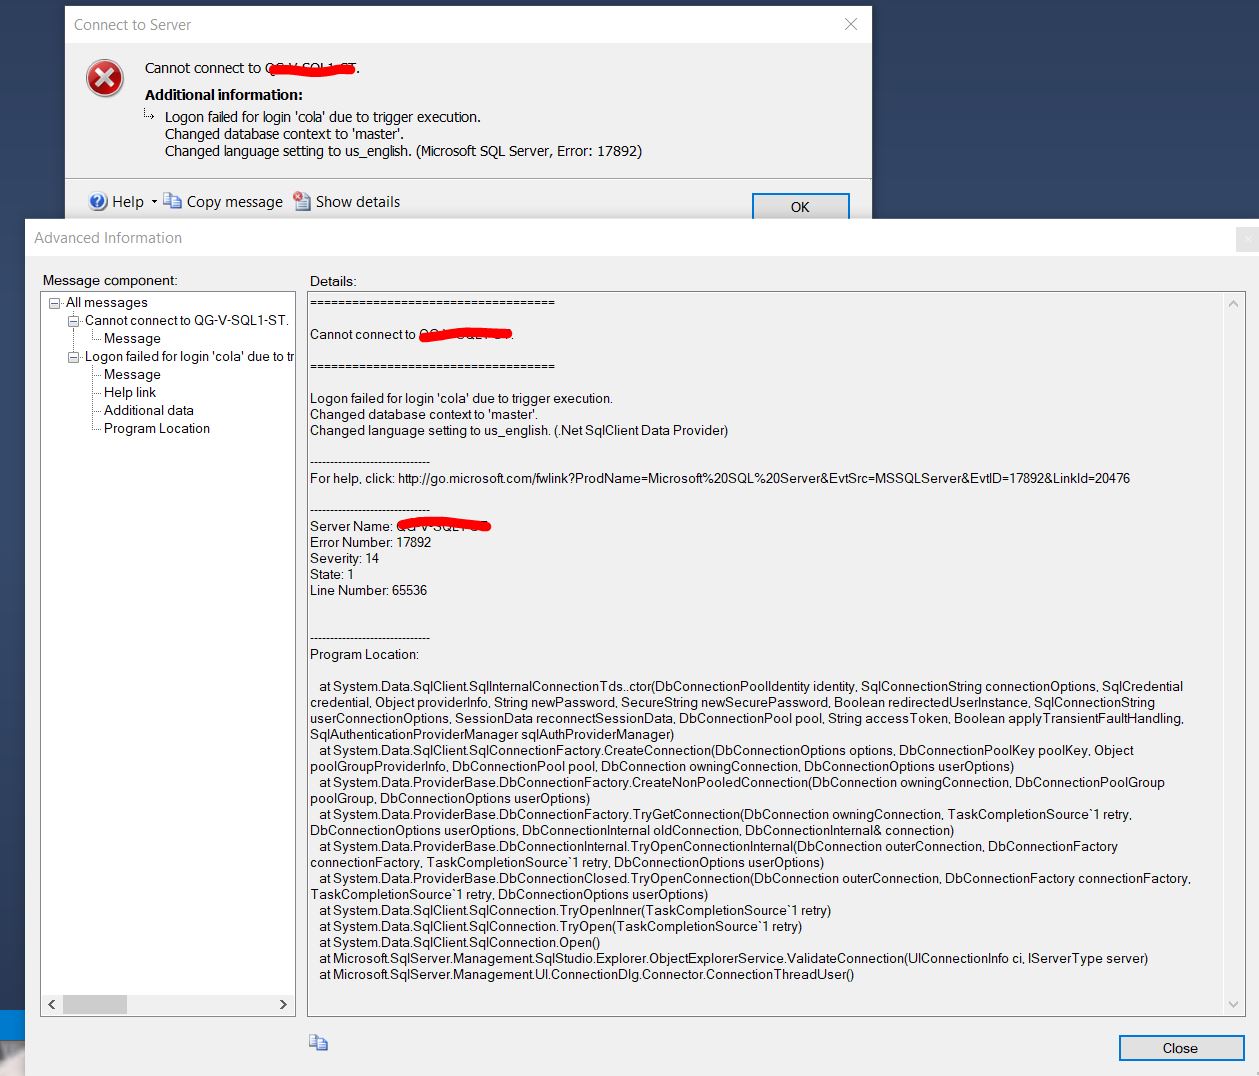 Connect to Server
Cannot connect to
Additional information:
Logon failed for login 'cola' due to trigger execution.
Changed database context to 'master'.
Changed language setting to us_english. (Microsoft SQL Server, Error: 17892)
Help
Copy message
Show details
OK
Advanced Information
Message component:
All messages
Cannot connect to QG-V-SQL1-ST.
Message
Logon failed for login 'cola' due to tr
Message
Help link
Additional data
Program Location
Details:
===================================
Cannot connect to
===================================
Logon failed for login 'cola' due to trigger execution.
Changed database context to 'master'.
Changed language setting to us_english. (.Net SqlClient Data Provider)
------------------------------
For help, click: http://go.microsoft.com/fwlink?ProdName=Microsoft%20SQL%20Server&EvtSrc=MSSQLServer&EvtID=17892&LinkId=20476
------------------------------
Server Name:
Error Number: 17892
Severity: 14
State: 1
Line Number: 65536
------------------------------
Program Location:
at System.Data.SqlClient.SqlInternalConnectionTds..ctor(DbConnectionPoolIdentity identity, SqlConnectionString connectionOptions, SqlCredential
credential, Object providerInfo, String newPassword, SecureString newSecurePassword, Boolean redirectedUserInstance, SqlConnectionString
userConnectionOptions, SessionData reconnectSessionData, DbConnectionPool pool, String accessToken, Boolean applyTransientFaultHandling,
SqlAuthenticationProviderManager sqlAuthProviderManager)
at System.Data.SqlClient.SqlConnectionFactory.CreateConnection(DbConnectionOptions options, DbConnectionPoolKey poolKey, Object
poolGroupProviderInfo, DbConnectionPool pool, DbConnection owningConnection, DbConnectionOptions userOptions)
at System.Data.ProviderBase.DbConnectionFactory.CreateNonPooledConnection(DbConnection owningConnection, DbConnectionPoolGroup
poolGroup, DbConnectionOptions userOptions)
at System.Data.ProviderBase.DbConnectionFactory.TryGetConnection(DbConnection owningConnection, TaskCompletionSource`1 retry,
DbConnectionOptions userOptions, DbConnectionInternal oldConnection, DbConnectionInternal& connection)
at System.Data.ProviderBase.DbConnectionInternal.TryOpenConnectionInternal(DbConnection outerConnection, DbConnectionFactory
connectionFactory, TaskCompletionSource`1 retry, DbConnectionOptions userOptions)
at System.Data.ProviderBase.DbConnectionClosed.TryOpenConnection(DbConnection outerConnection, DbConnectionFactory connectionFactory,
TaskCompletionSource`1 retry, DbConnectionOptions userOptions)
at System.Data.SqlClient.SqlConnection.TryOpenInner(TaskCompletionSource`1 retry)
at System.Data.SqlClient.SqlConnection.TryOpen(TaskCompletionSource`1 retry)
at System.Data.SqlClient.SqlConnection.Open()
at Microsoft.SqlServer.Management.SqlStudio.Explorer.ObjectExplorerService.ValidateConnection(UIConnectionInfo ci, IServerType server)
at Microsoft.SqlServer.Management.UI.ConnectionDlg.Connector.ConnectionThreadUser()
Close